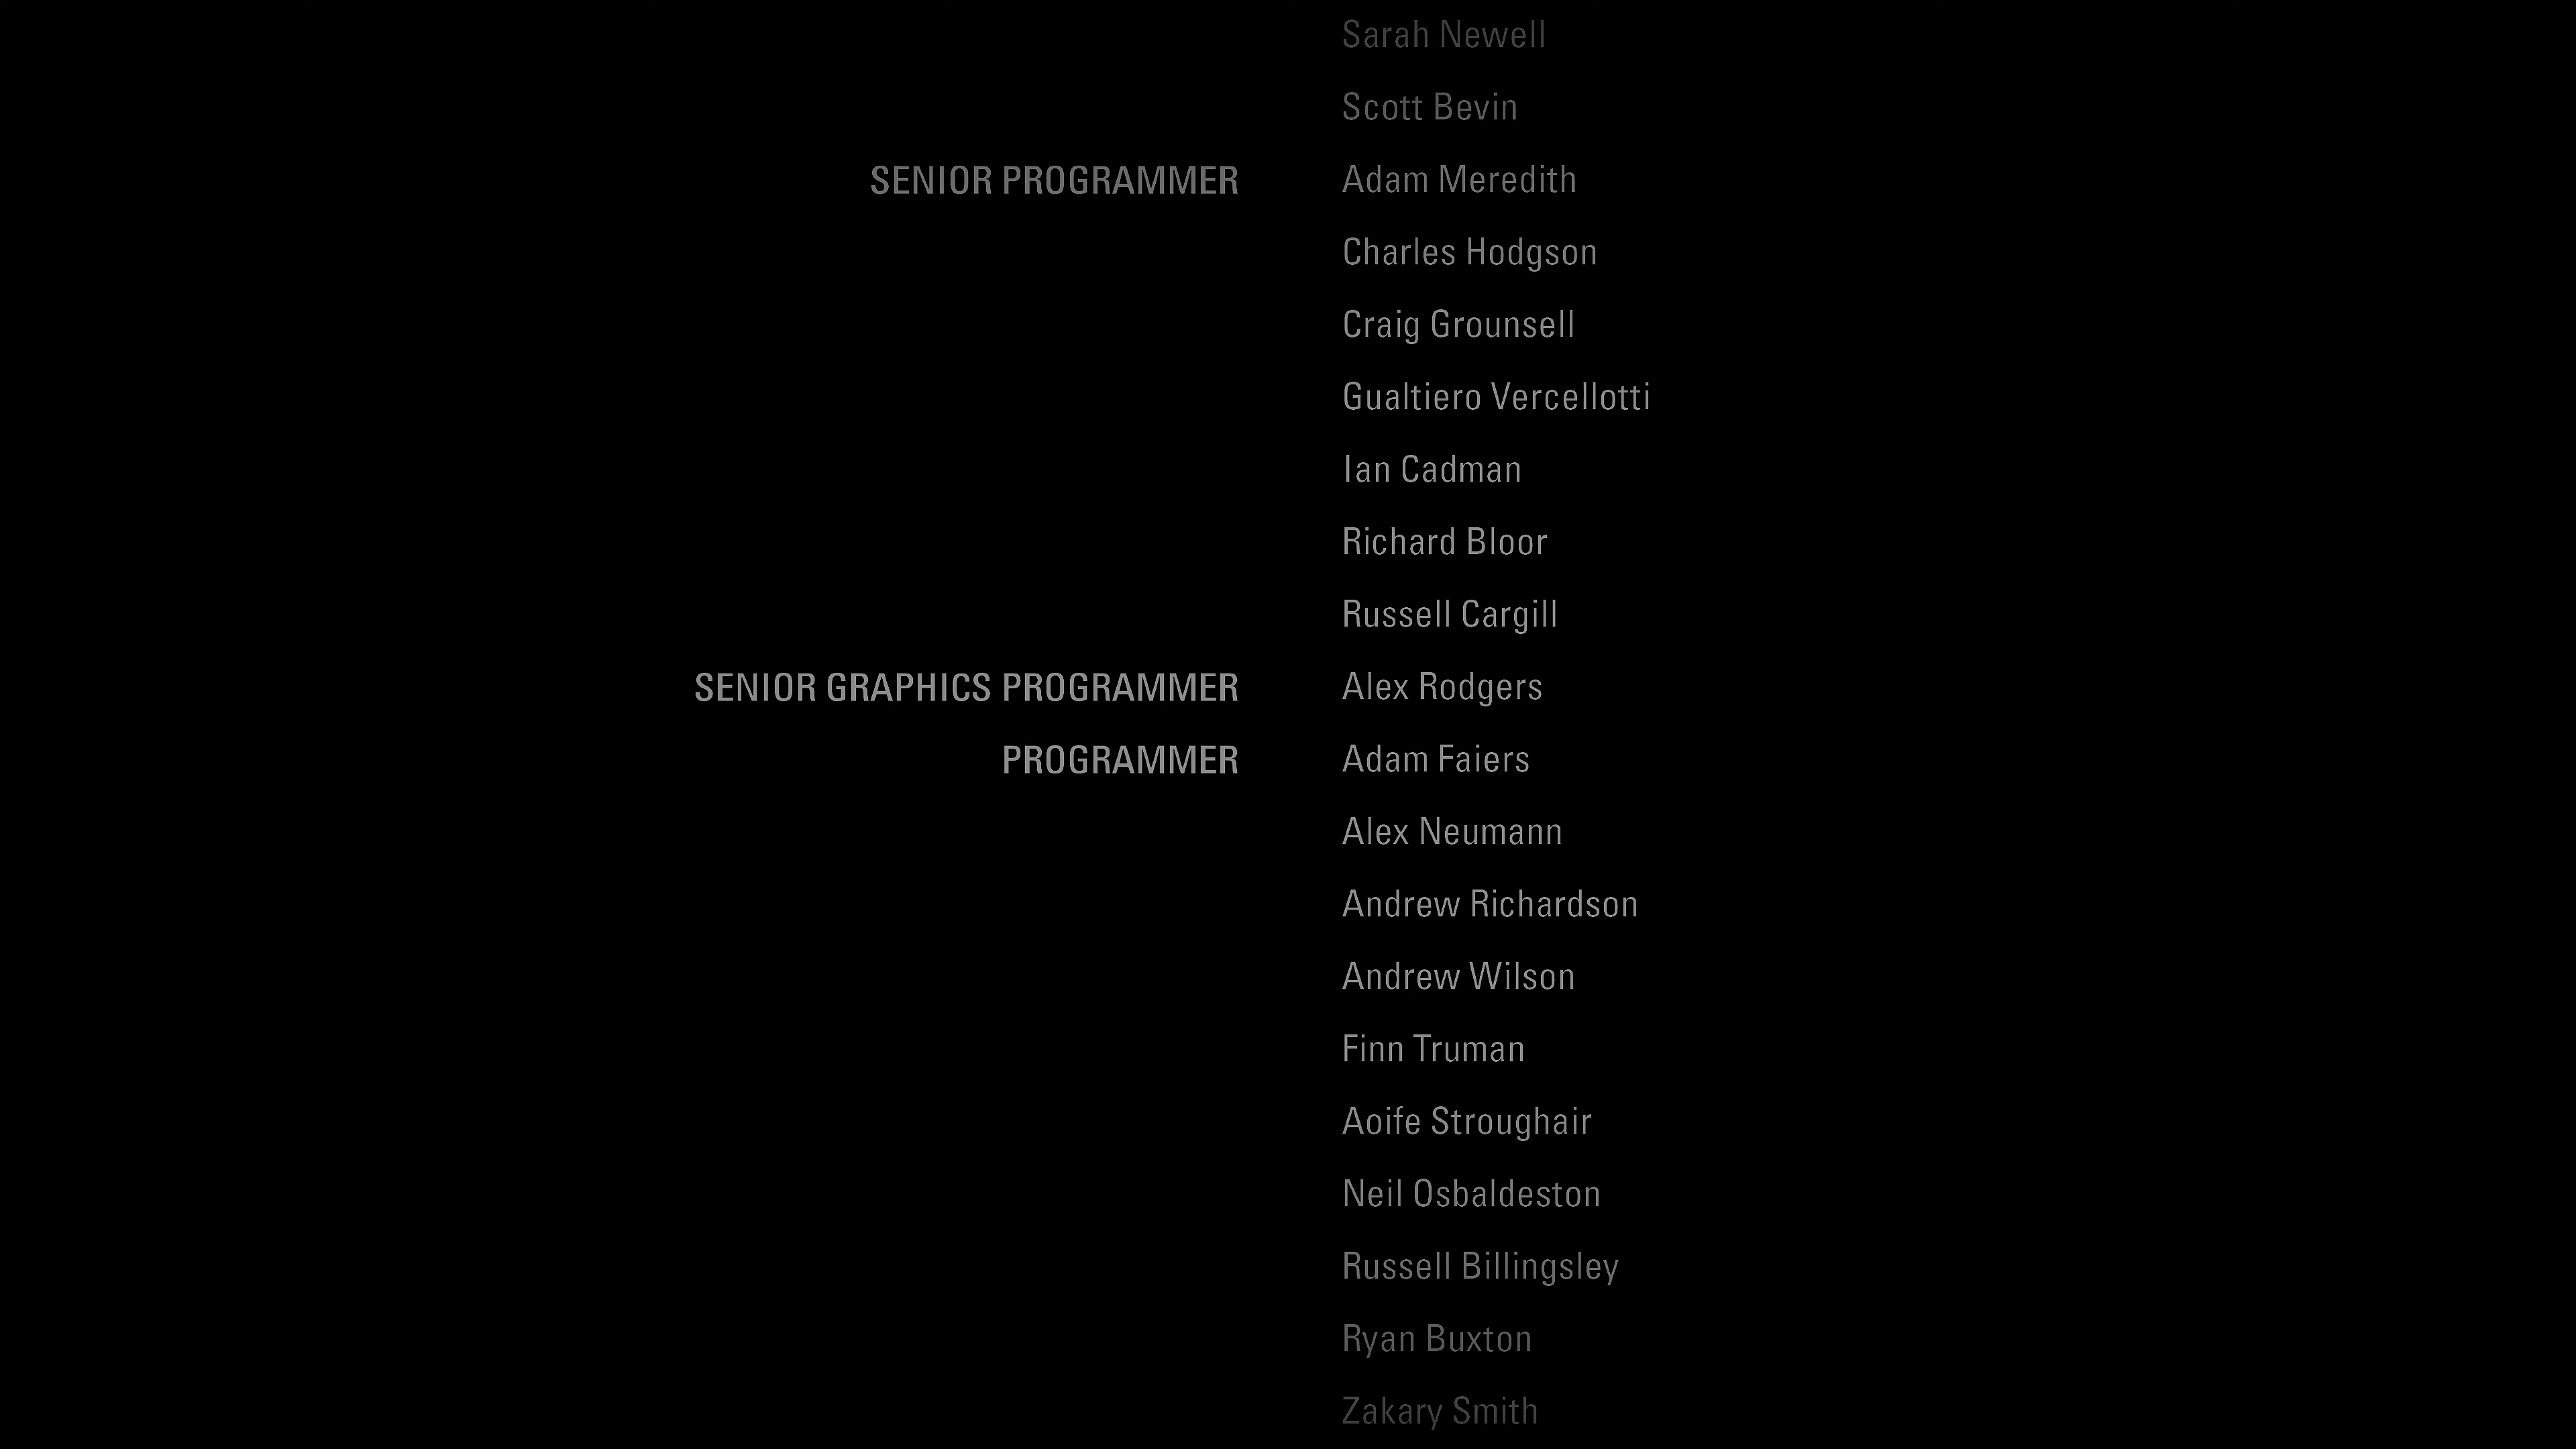 Sarah Newell
Scott Bevin
SENIOR PROGRAMMER Adam Meredith
Charles Hodgson
Craig Grounsell
Gualtiero Vercellotti
Ian Cadman
Richard Bloor
Russell Cargill
SENIOR GRAPHICS PROGRAMMER Alex Rodgers
PROGRAMMER Adam Faiers
Alex Neumann
Andrew Richardson
Andrew Wilson
Finn Truman
Aoife Stroughair
Neil Osbaldeston
Russell Billingsley
Ryan Buxton
Zakary Smith